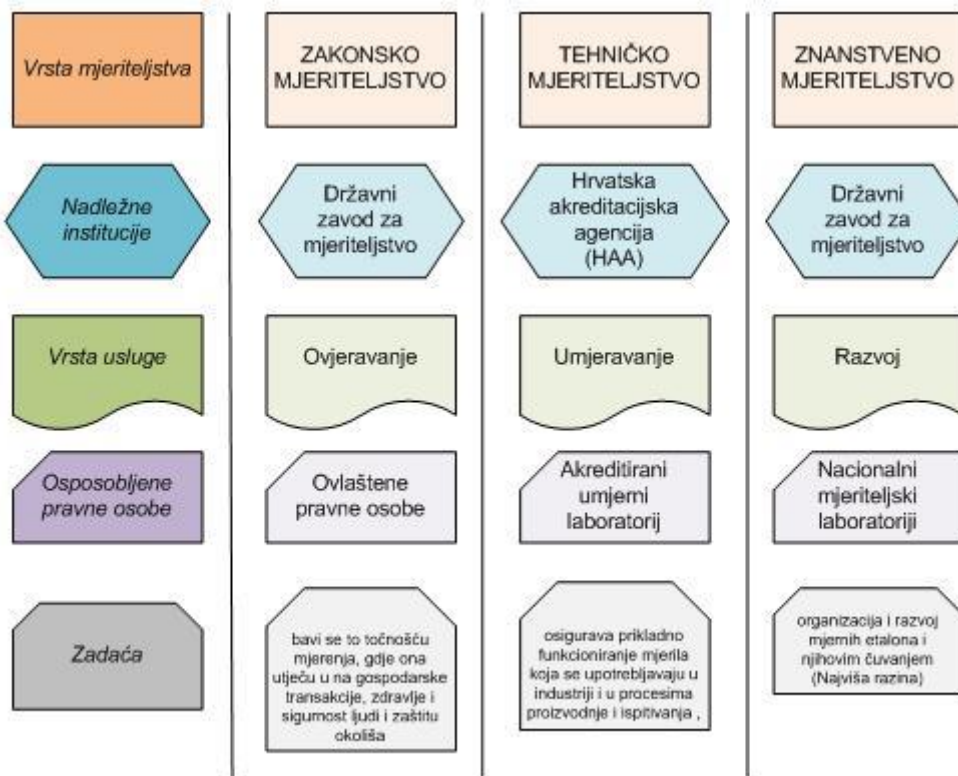 Vrsta mjeriteljstva
ZAKONSKO
MJERITELJSTVO
TEHNIČKO
MJERITELJSTVO
ZNANSTVENO
MJERITELJSTVO
Nadležne
institucije
Državni
zavod za
mjeriteljstvo
Hrvatska
akreditacijska
agencija
(HAA)
Državni
zavod za
mjeriteljstvo
Vrsta usluge
Ovjeravanje
Umjeravanje
Razvoj
Osposobljene
pravne osobe
Ovlaštene
pravne osobe
Akreditirani
umjerni
laboratorij
Nacionalni
mjeriteljski
laboratoriji
Zadaća
bavi se to točnošću
mjerenja, gdje ona
utječu u na gospodarske
transakcije, zdravlje i
sigurnost ljudi i zaštitu
okoliša
osigurava prikladno
funkcioniranje mjerila
koja se upotrebljavaju u
industriji i u procesima
proizvodnje i ispitivanja ,
organizacija i razvoj
mjernih etalona i
njihovim čuvanjem
(Najviša razina)